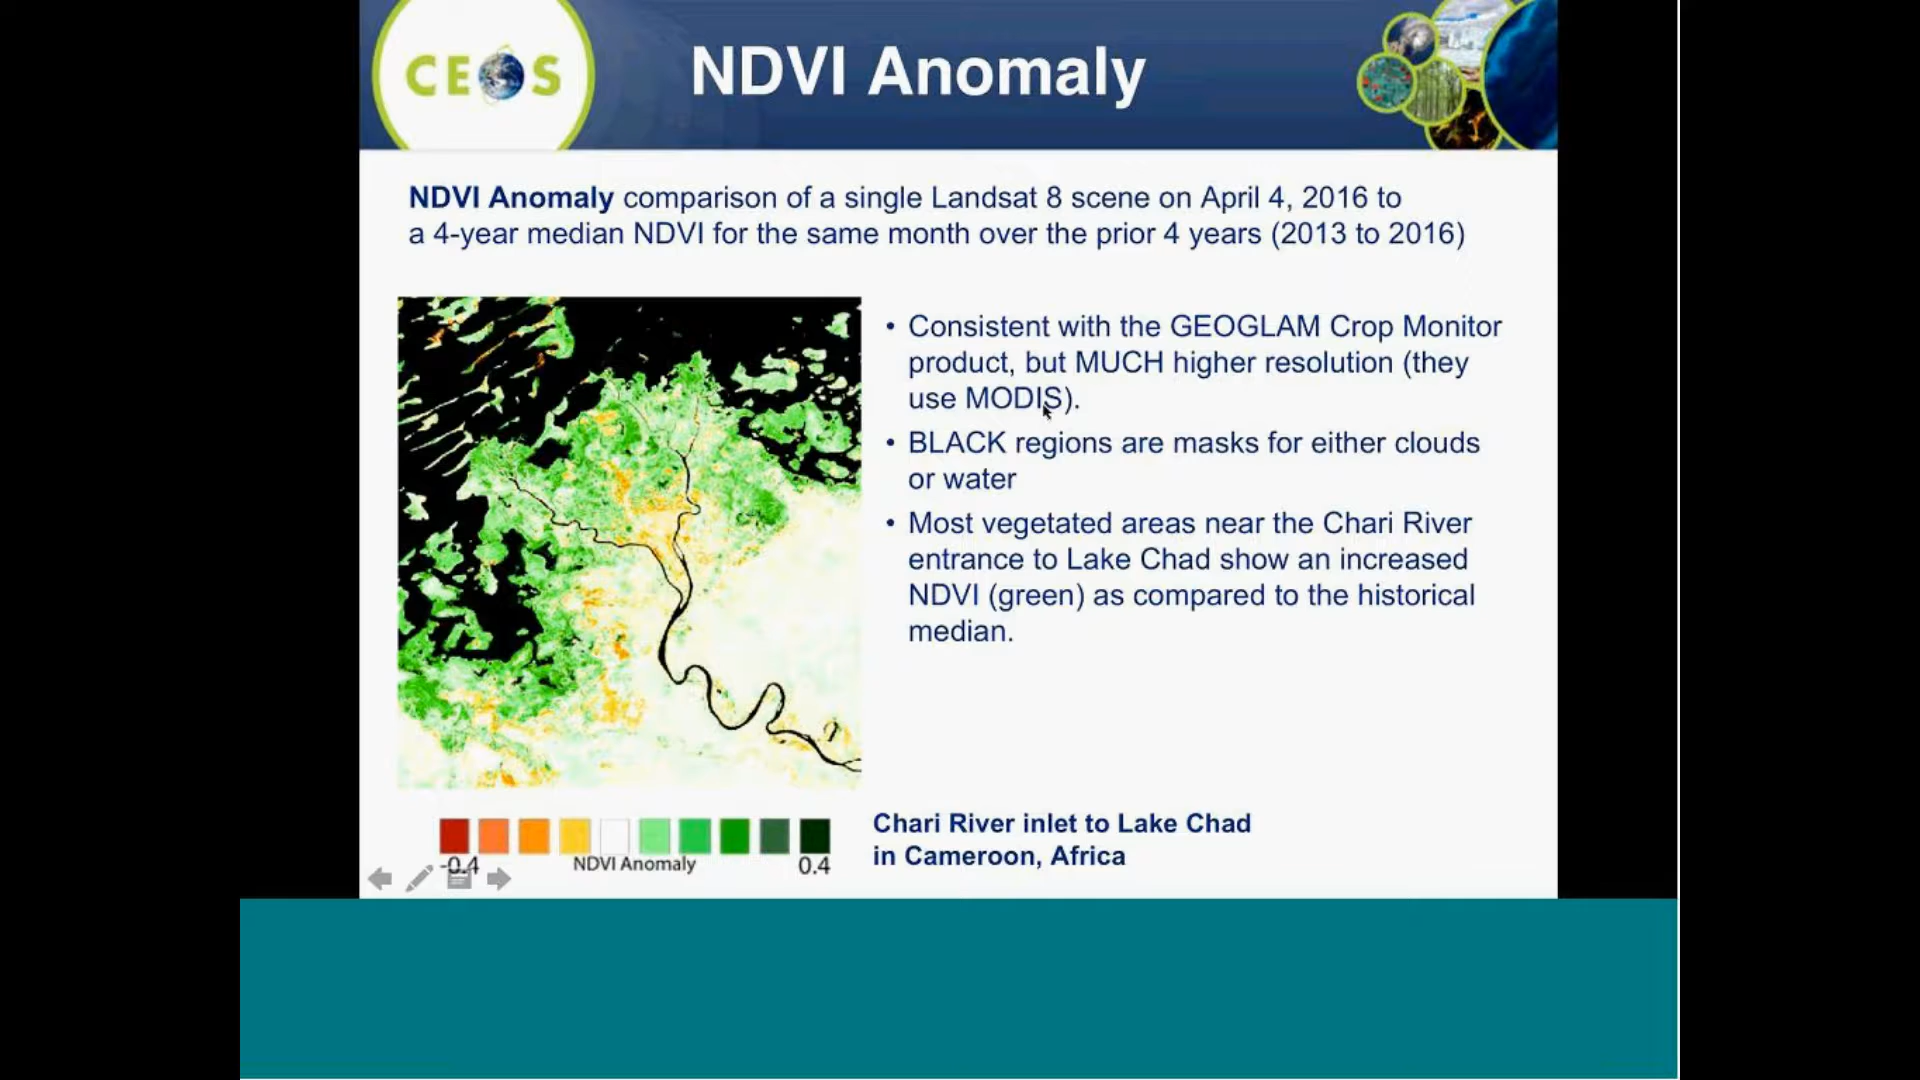 CEOS
NDVI Anomaly
NDVI Anomaly comparison of a single Landsat 8 scene on April 4, 2016 to
a 4-year median NDVI for the same month over the prior 4 years (2013 to 2016)
• Consistent with the GEOGLAM Crop Monitor
product, but MUCH higher resolution (they
use MODIS).
• BLACK regions are masks for either clouds
or water
• Most vegetated areas near the Chari River
entrance to Lake Chad show an increased
NDVI (green) as compared to the historical
median.
-0.4 NDVI Anomaly 0.4
Chari River inlet to Lake Chad
in Cameroon, Africa